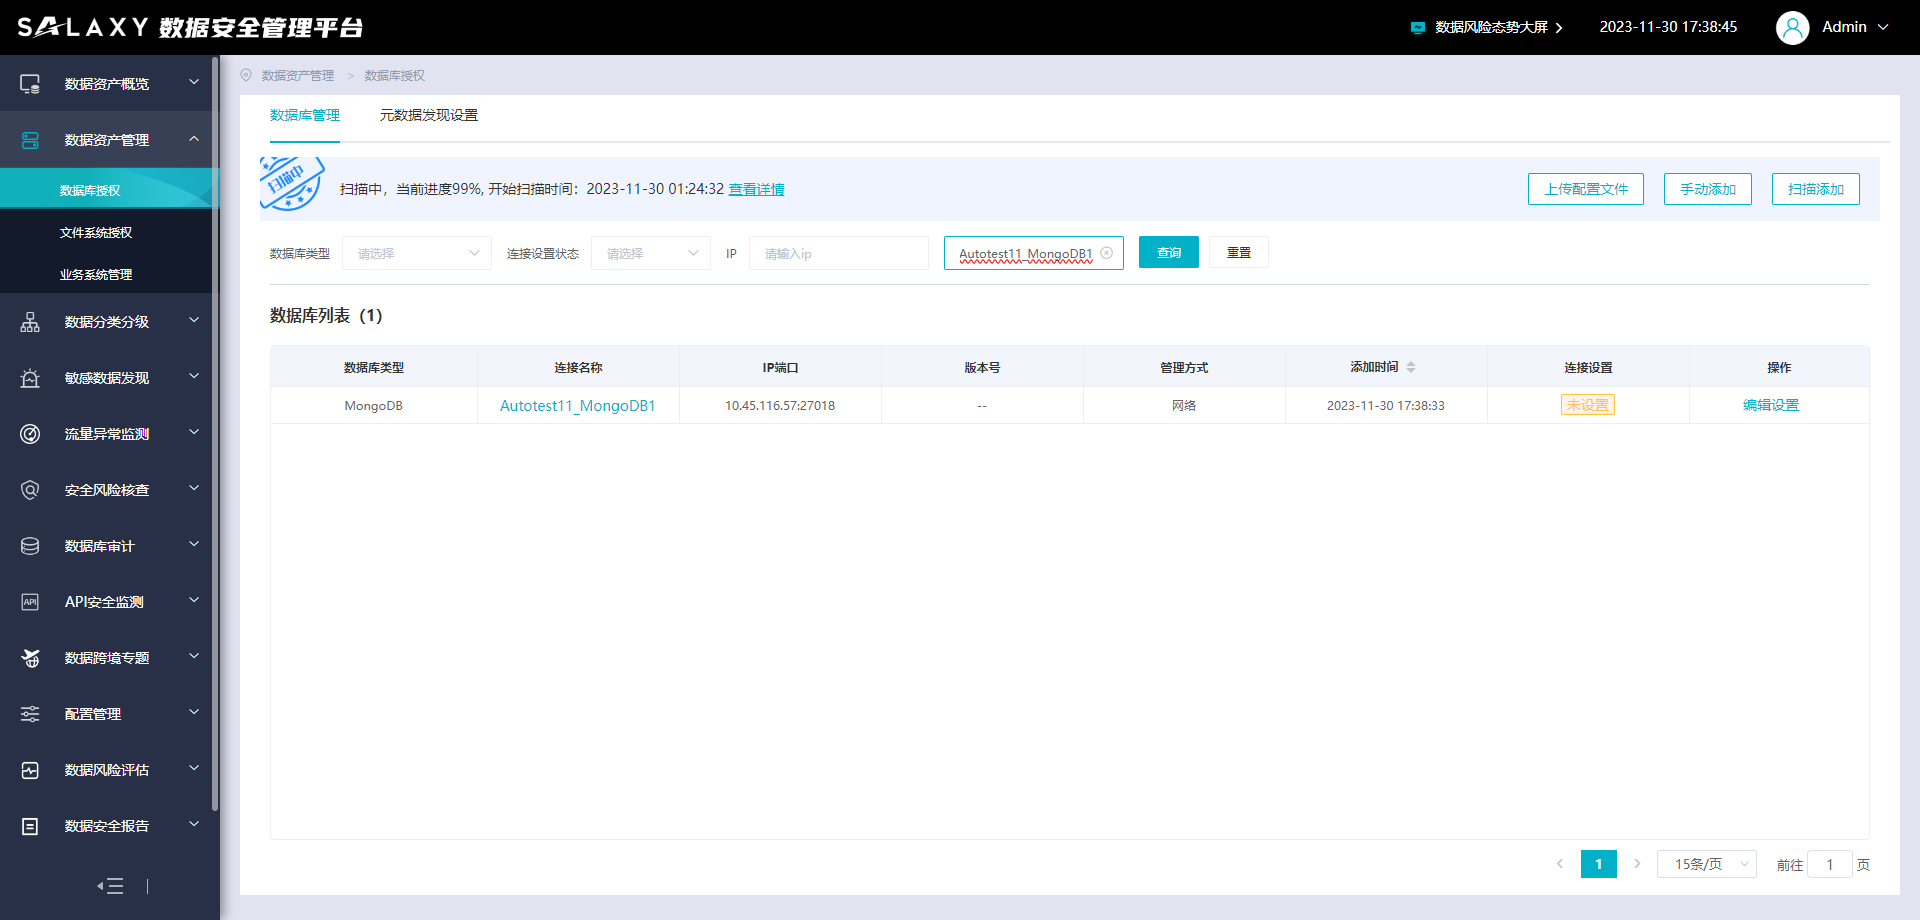 SALAXY 数据安全管理平台
数据风险态势大屏
2023-11-30 17:38:45
Admin
数据资产概览
数据资产管理
数据库授权
文件系统授权
业务系统管理
数据分类分级
敏感数据发现
流量异常监测
安全风险核查
数据库审计
API
API安全监测
数据跨境专题
配置管理
数据风险评估
数据安全报告
数据资产管理 > 数据库授权
数据库管理 元数据发现设置
扫描中
扫描中，当前进度99%, 开始扫描时间：2023-11-30 01:24:32 查看详情
上传配置文件 手动添加 扫描添加
数据库类型 请选择 连接设置状态 请选择 IP 请输入ip Autotest11_MongoDB1 查询 重置
数据库列表（1）
数据库类型 连接名称 IP端口 版本号 管理方式 添加时间 连接设置 操作
MongoDB Autotest11_MongoDB1 10.45.116.57:27018 -- 网络 2023-11-30 17:38:33 未设置 编辑设置
1 15条/页 前往 1 页